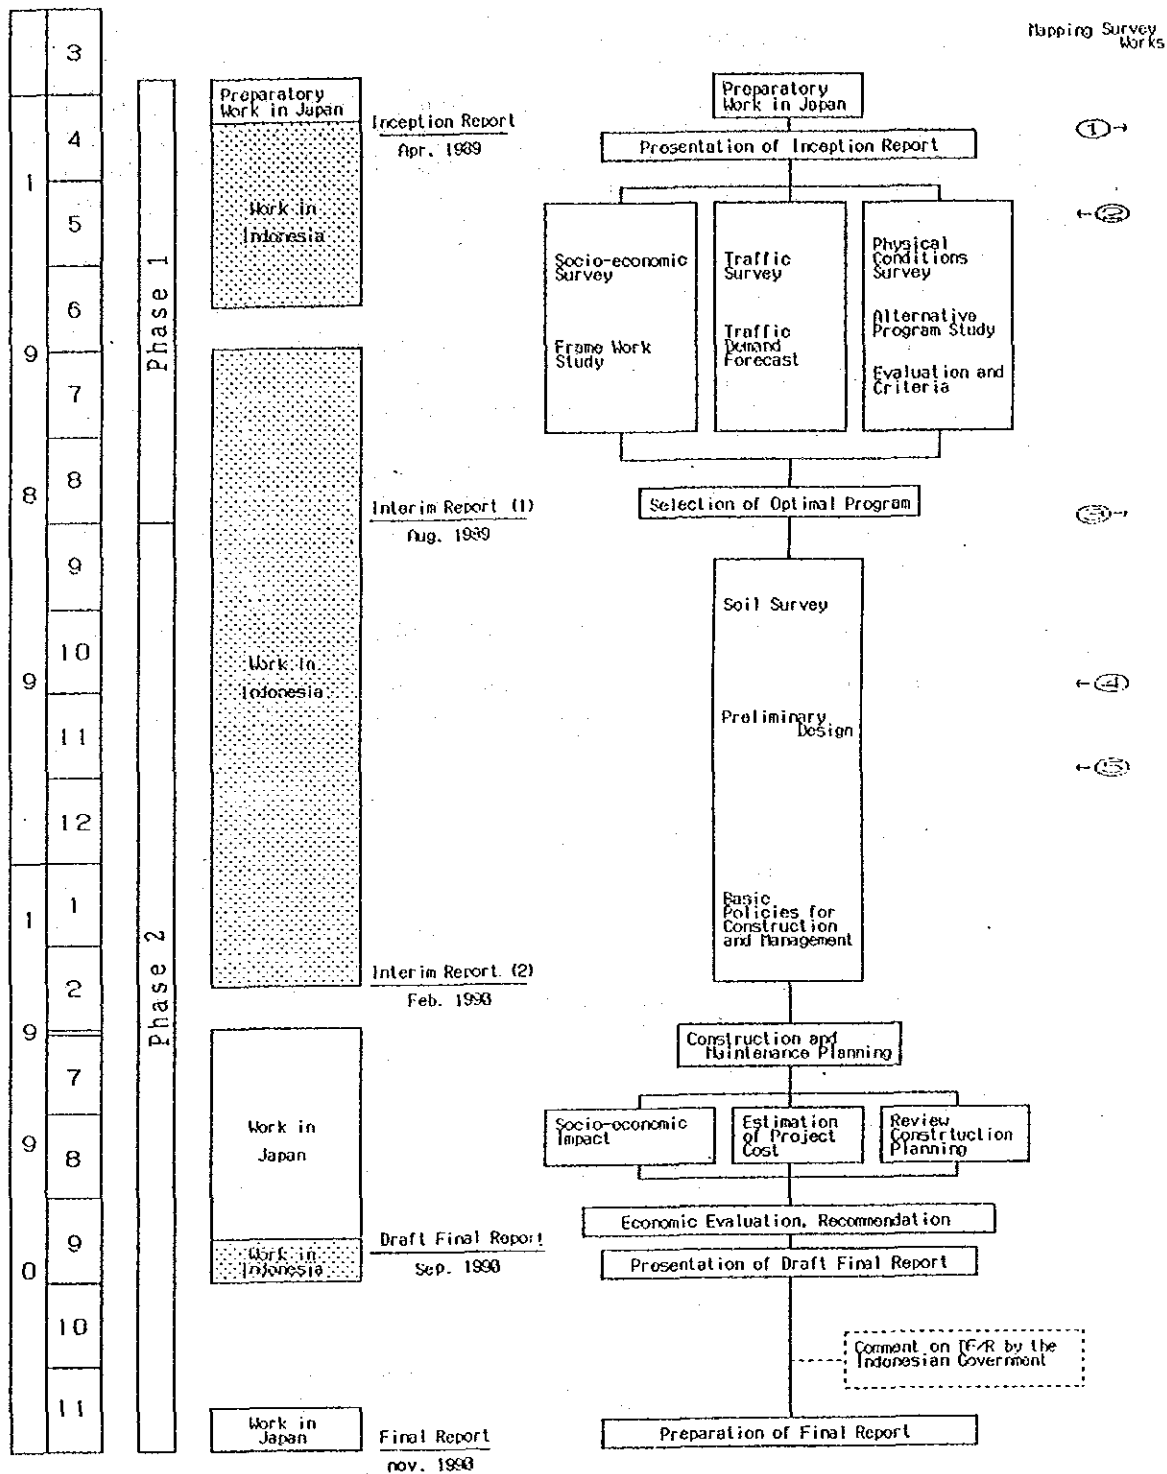 Mapping Survey
Works
3
4
5
6
7
8
9
10
11
12
1
2
7
8
9
10
11
1
9
8
9
1
9
9
0
Phase 1
Phase 2
Preparatory
Work in Japan
Work in
Indonesia
Work in
Indonesia
Work in
Japan
Work in
Indonesia
Work in
Japan
Inception Report
Apr. 1989
Interim Report (1)
Aug. 1989
Interim Report. (2)
Feb. 1990
Draft Final Report
Sep. 1990
Final Report
nov. 1990
Preparatory
Work in Japan
Presentation of Inception Report
Socio-economic
Survey
Frame Work
Study
Traffic
Survey
Traffic
Demand
Forecast
Physical
Conditions
Survey
Alternative
Program Study
Evaluation and
Criteria
Selection of Optimal Program
Soil Survey
Preliminary
Design
Basic
Policies for
Construction
and Management
Construction and
Maintenance Planning
Socio-economic
Impact
Estimation
of Project
Cost
Review
Constrtuction
Planning
Economic Evaluation, Recommendation
Presentation of Draft Final Report
Comment on DF/R by the
Indonesian Government
Preparation of Final Report
①→
←②
③→
←④
←⑤